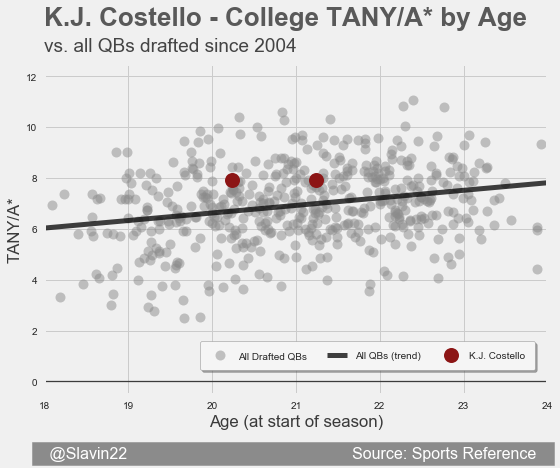 K.J. Costello - College TANY/A* by Age
vs. all QBs drafted since 2004
12
10
8
6
4
2
0
TANY/A*
All Drafted QBs
All QBs (trend)
K.J. Costello
18
19
20
21
22
23
24
Age (at start of season)
@Slavin22
Source: Sports Reference